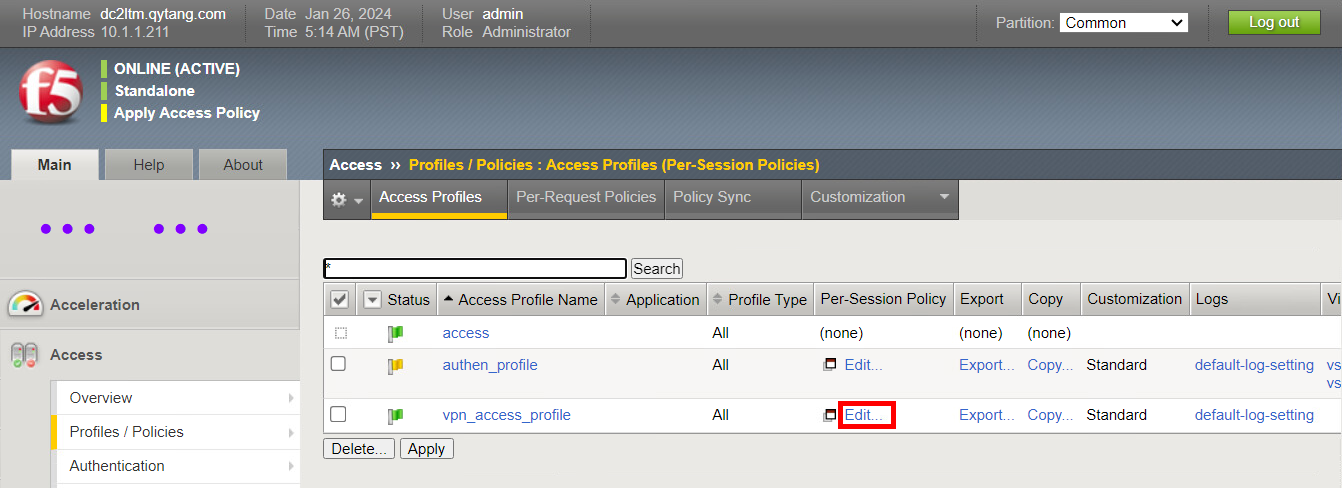 Hostname dc2ltm.qytang.com Date Jan 26, 2024 User admin
IP Address 10.1.1.211 Time 5:14 AM (PST) Role Administrator
Partition: Common Log out
f5
ONLINE (ACTIVE)
Standalone
Apply Access Policy
Main Help About
Access ›› Profiles / Policies : Access Profiles (Per-Session Policies)
Access Profiles Per-Request Policies Policy Sync Customization
* Search
Status Access Profile Name Application Profile Type Per-Session Policy Export Copy Customization Logs Vi
access All (none) (none) (none)
authen_profile All Edit... Export... Copy... Standard default-log-setting vs
vs
vpn_access_profile All Edit... Export... Copy... Standard default-log-setting
Delete... Apply
Acceleration
Access
Overview
Profiles / Policies
Authentication